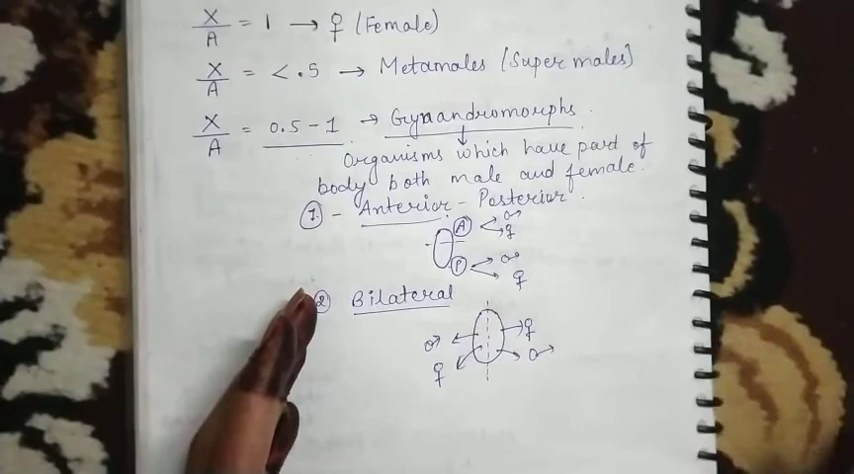 X/A = 1 → ♀ (Female)
X/A = < .5 → Metamales (Super males)
X/A = 0.5 - 1 → Gynandromorphs.
Organisms which have part of
body both male and female.
① - Anterior - Posterior.
A ♂
♀
P ♂
♀
② Bilateral
♂ ♀
♀ ♂